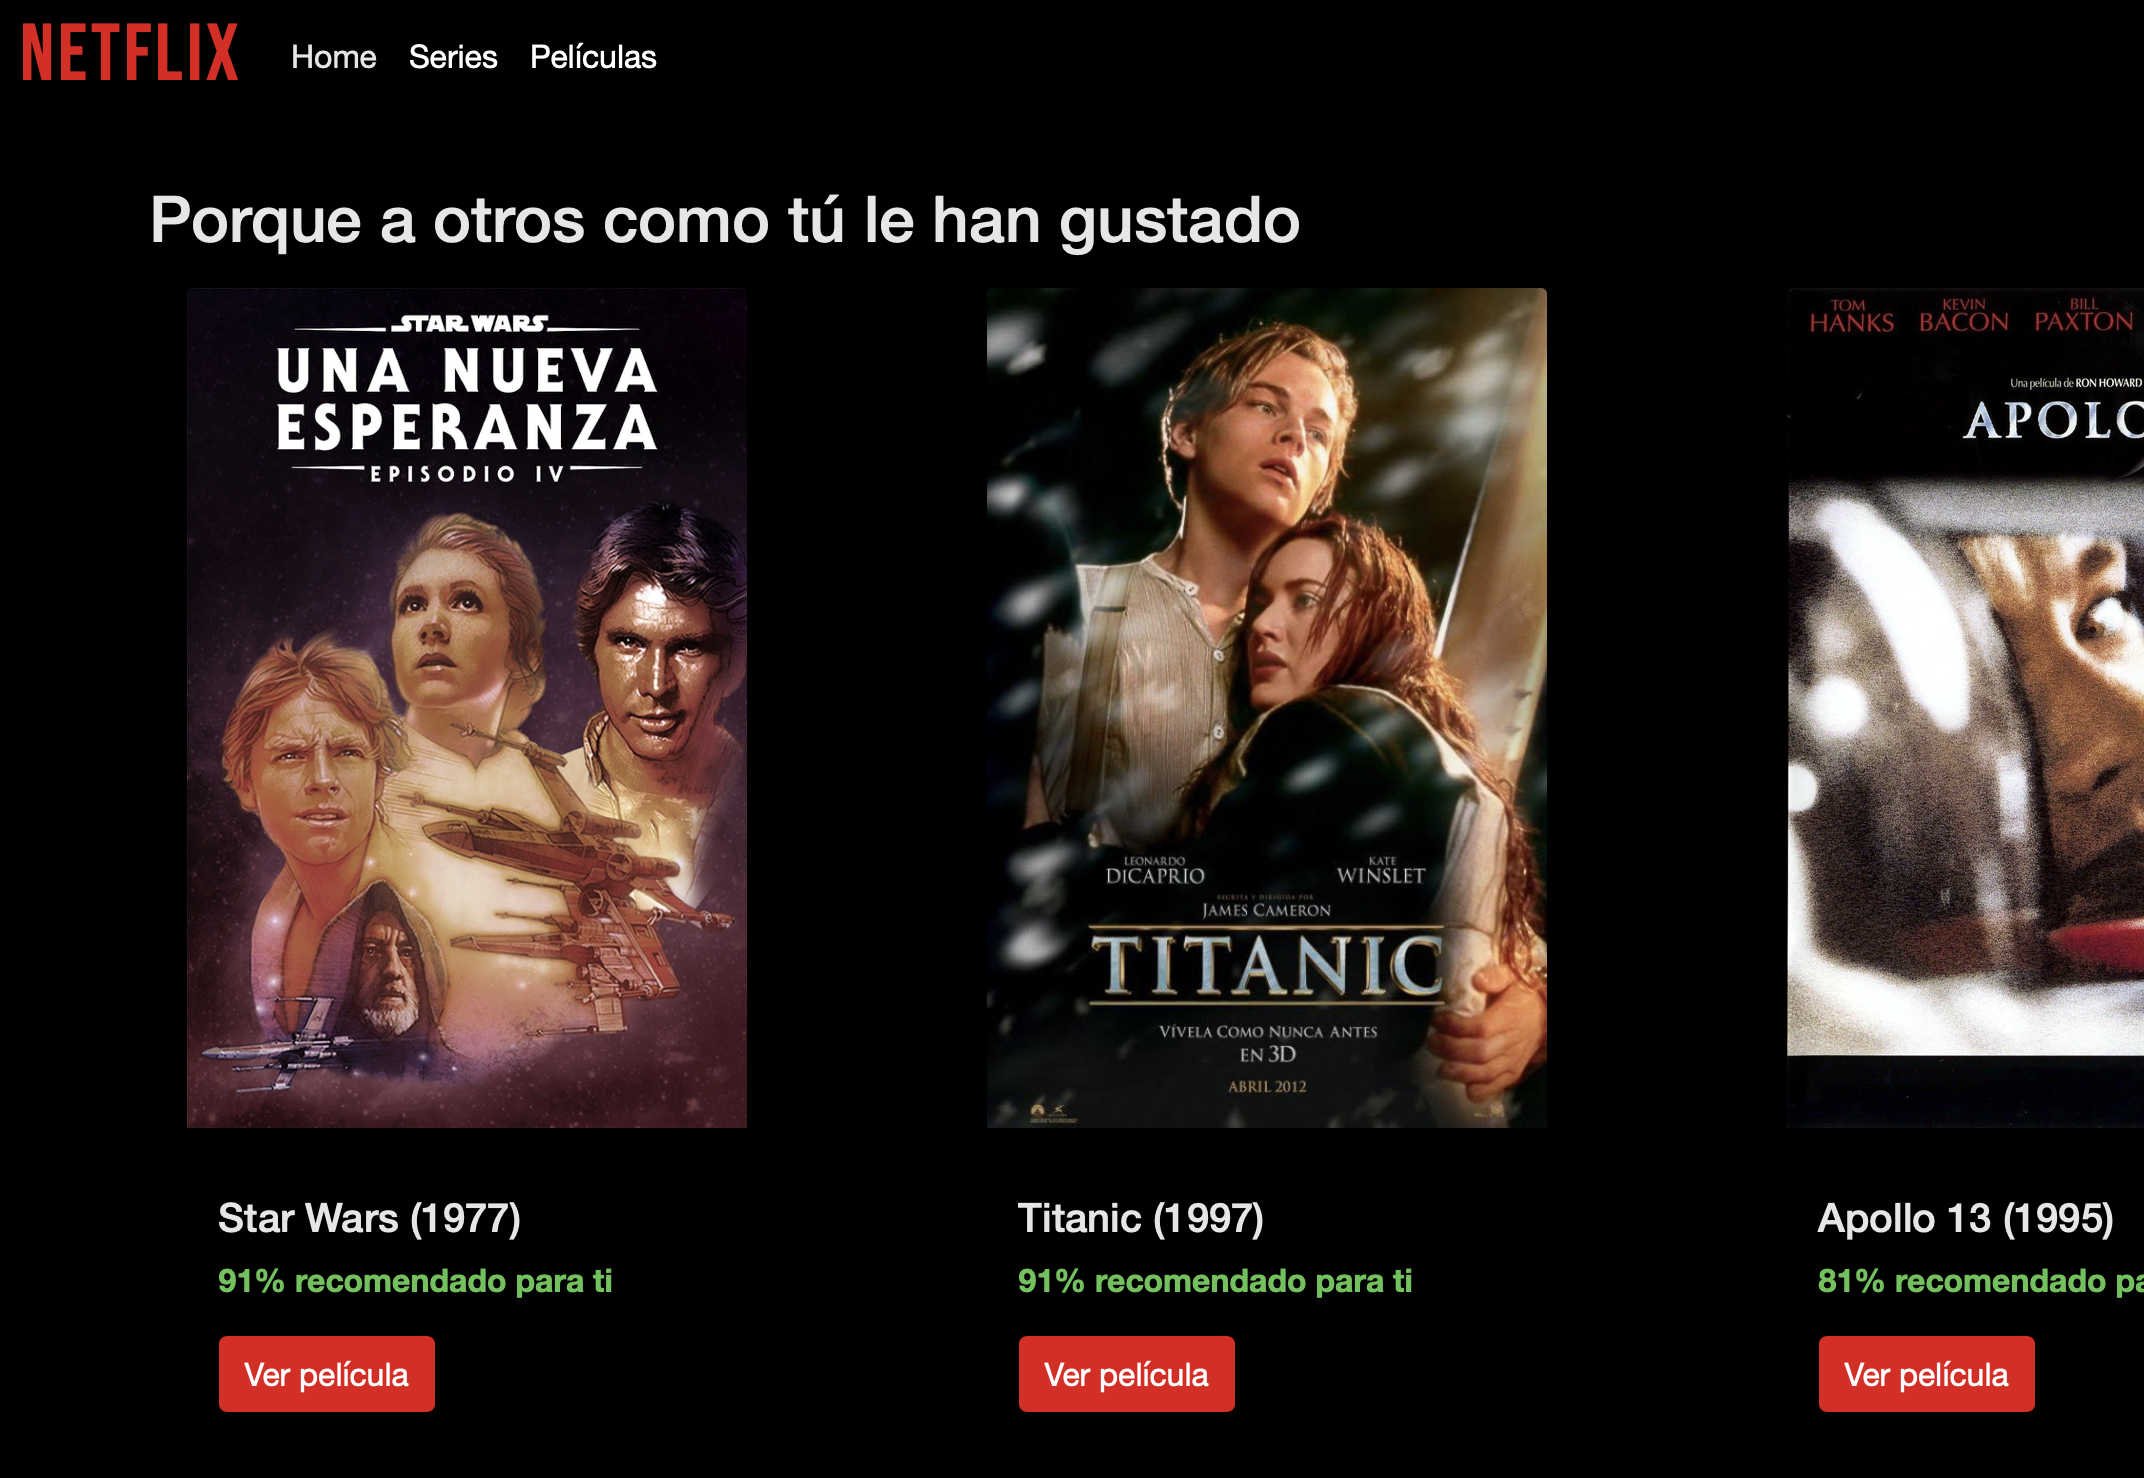 NETFLIX
Home Series Películas
Porque a otros como tú le han gustado
STAR WARS
UNA NUEVA
ESPERANZA
EPISODIO IV
LEONARDO
DICAPRIO
KATE
WINSLET
ESCRITA Y DIRIGIDA POR
JAMES CAMERON
TITANIC
VÍVELA COMO NUNCA ANTES
EN 3D
ABRIL 2012
TOM
HANKS
KEVIN
BACON
BILL
PAXTON
Una película de RON HOWARD
APOLO
Star Wars (1977)
91% recomendado para ti
Ver película
Titanic (1997)
91% recomendado para ti
Ver película
Apollo 13 (1995)
81% recomendado pa
Ver película